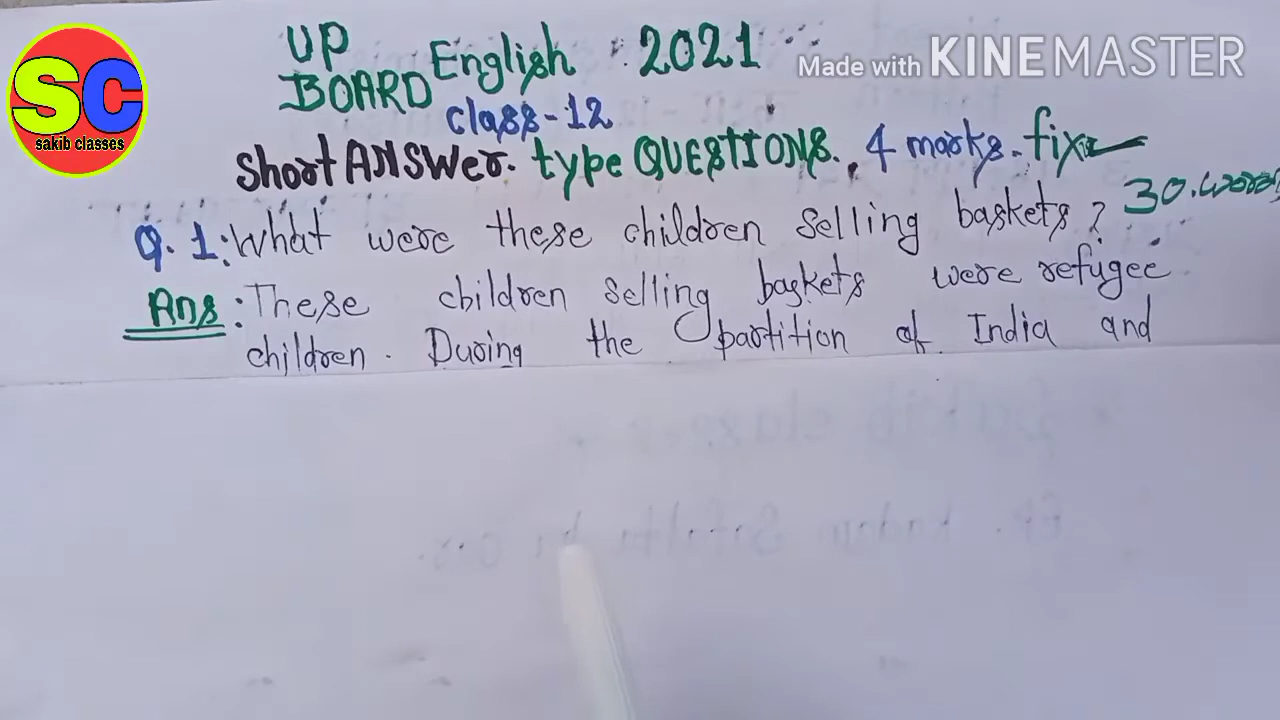 SC
sakib classes
Made with KINEMASTER
UP BOARD English 2021
class-12
Short ANSWER. type QUESTIONS. 4 marks. fix
30. words
Q. 1: What were these children selling baskets?
Ans: These children selling baskets were refugee
children. During the partition of India and